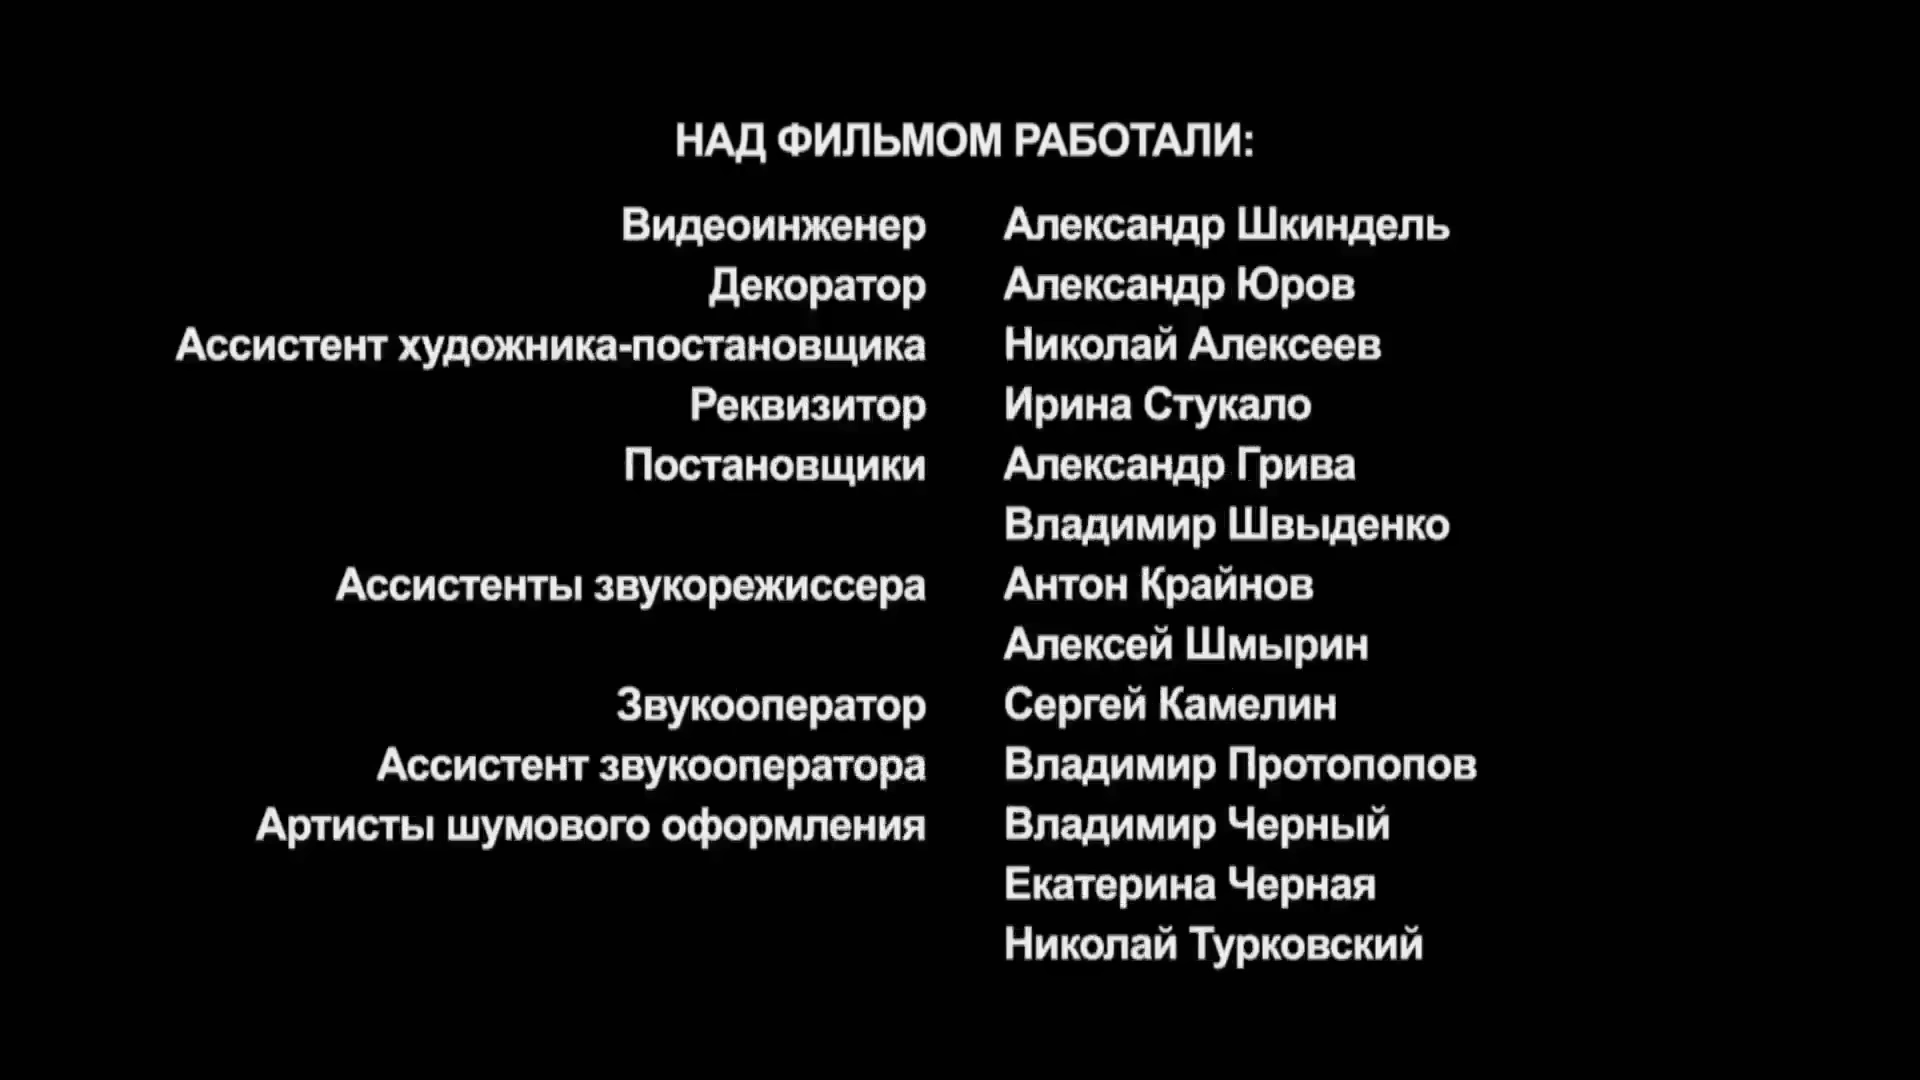 НАД ФИЛЬМОМ РАБОТАЛИ:
Видеоинженер Александр Шкиндель
Декоратор Александр Юров
Ассистент художника-постановщика Николай Алексеев
Реквизитор Ирина Стукало
Постановщики Александр Грива
Владимир Швыденко
Ассистенты звукорежиссера Антон Крайнов
Алексей Шмырин
Звукооператор Сергей Камелин
Ассистент звукооператора Владимир Протопопов
Артисты шумового оформления Владимир Черный
Екатерина Черная
Николай Турковский